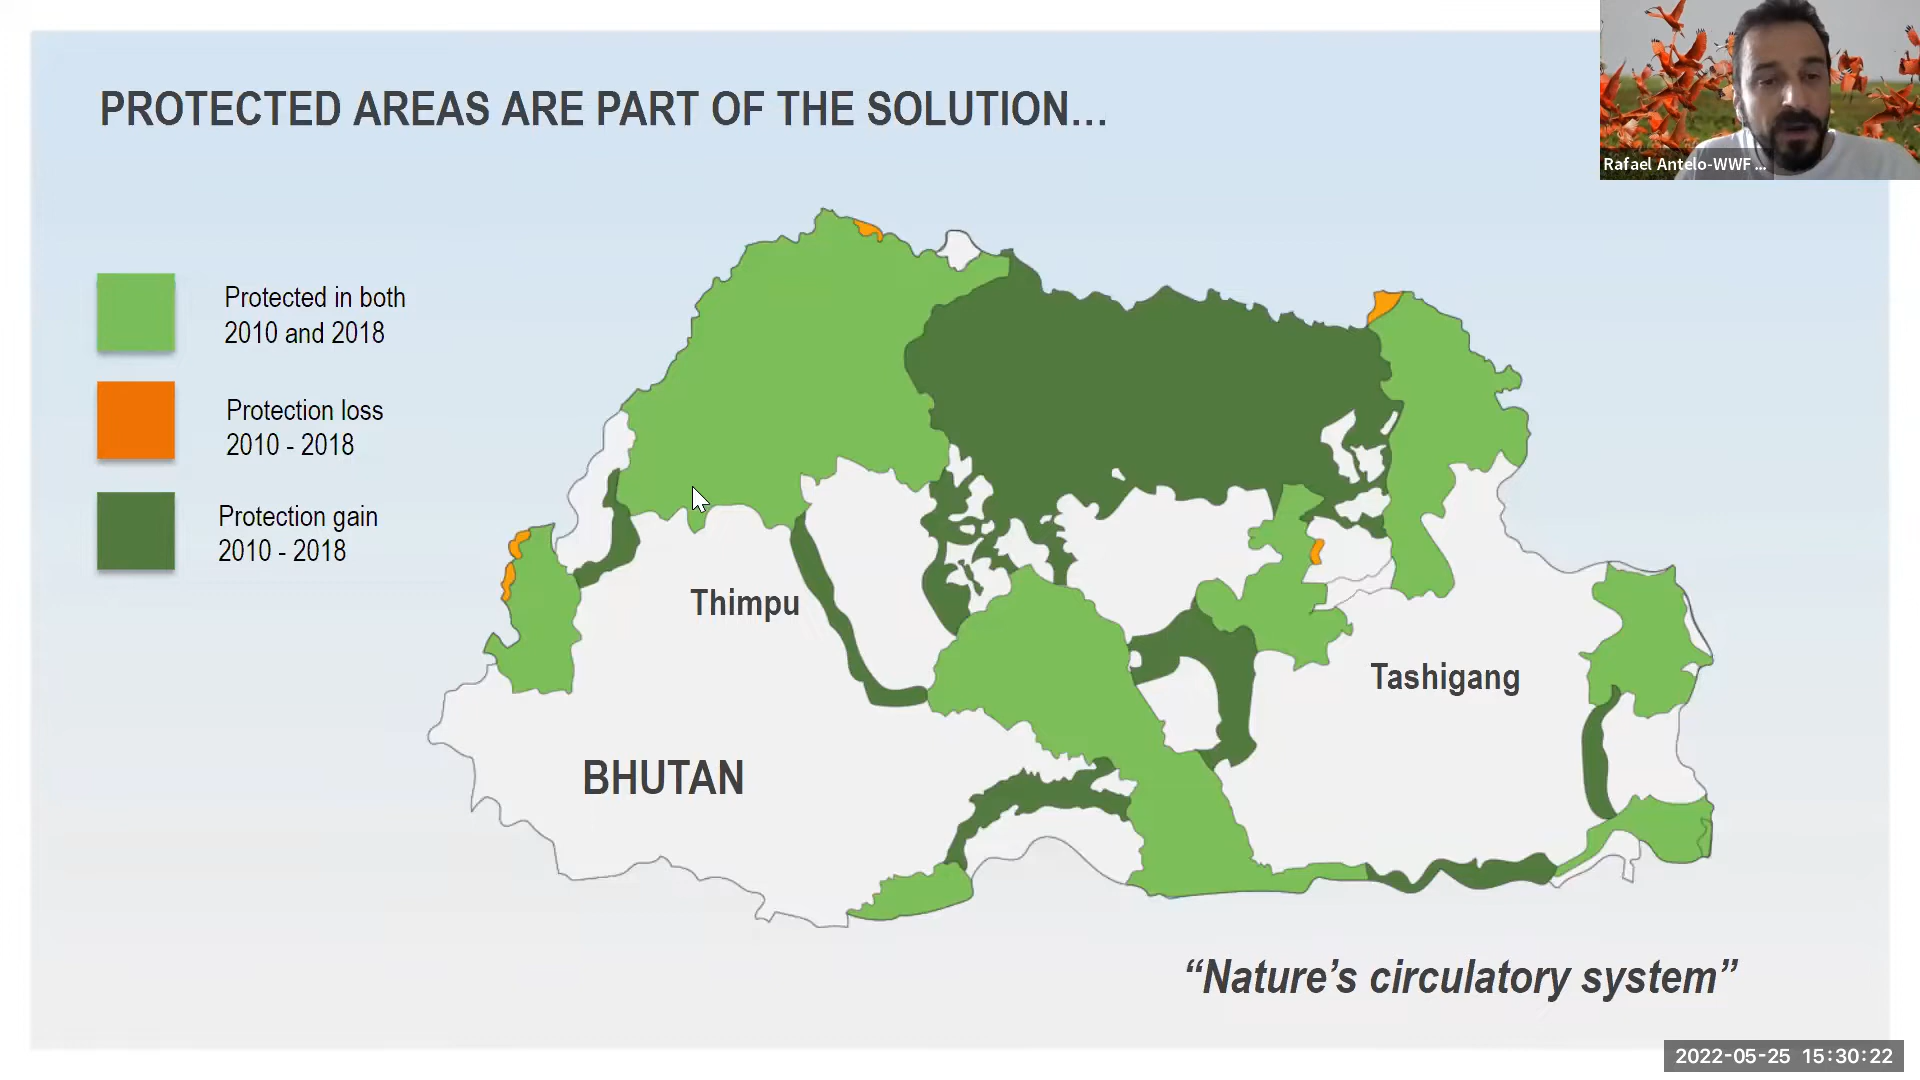 PROTECTED AREAS ARE PART OF THE SOLUTION...
Rafael Antelo-WWF ...
Protected in both
2010 and 2018
Protection loss
2010 - 2018
Protection gain
2010 - 2018
Thimpu
Tashigang
BHUTAN
“Nature’s circulatory system”
2022-05-25 15:30:22